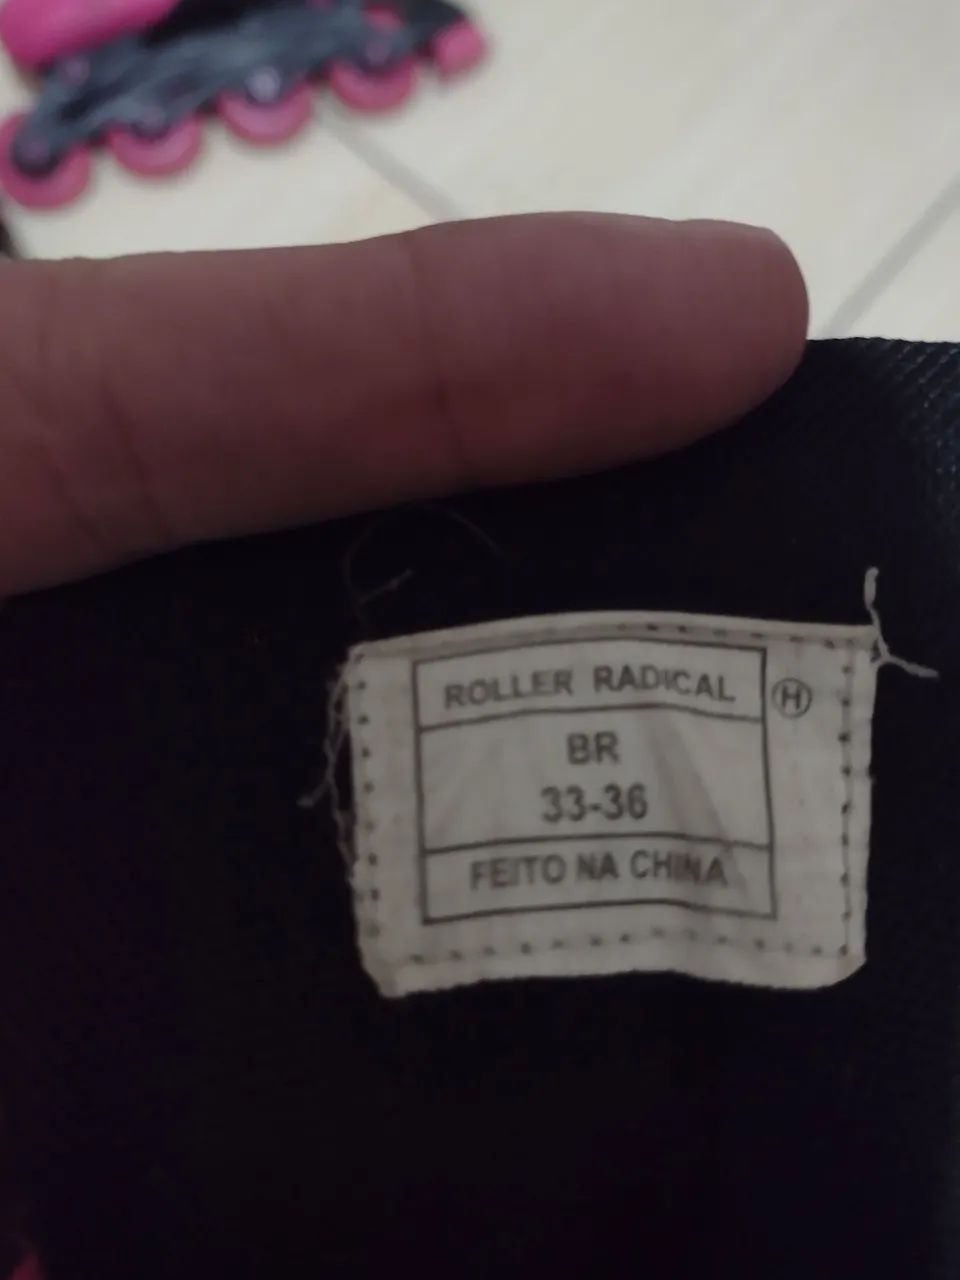 ROLLER RADICAL
H
BR
33-36
FEITO NA CHINA